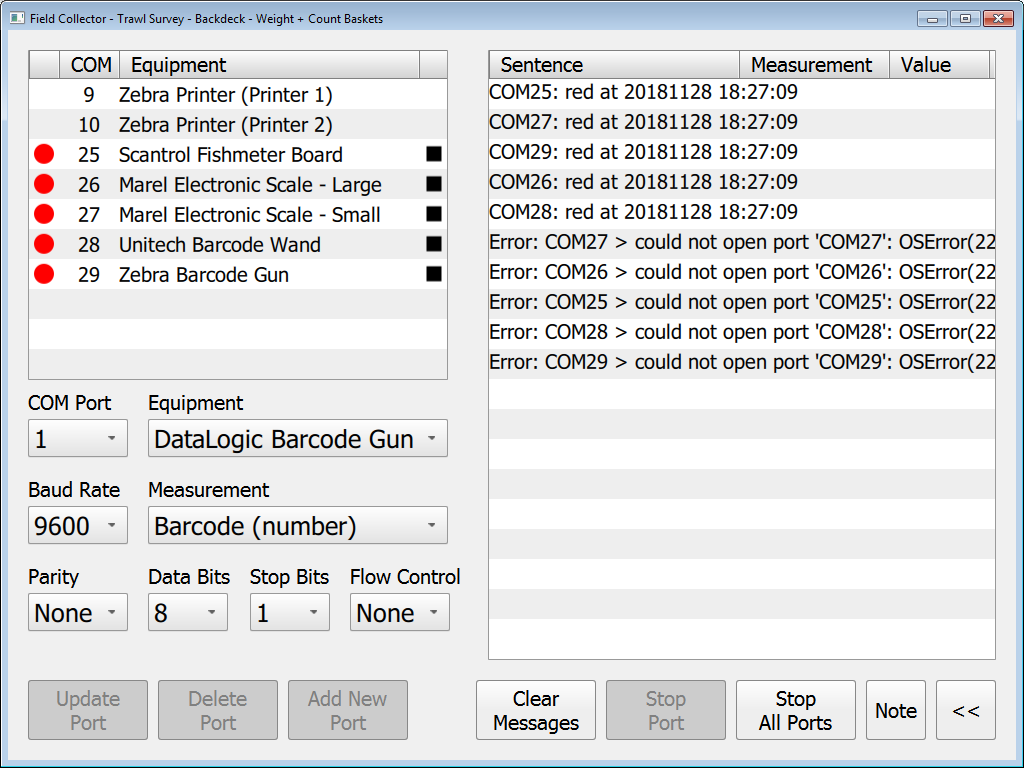 Field Collector - Trawl Survey - Backdeck - Weight + Count Baskets
COM Equipment
9 Zebra Printer (Printer 1)
10 Zebra Printer (Printer 2)
25 Scantrol Fishmeter Board
26 Marel Electronic Scale - Large
27 Marel Electronic Scale - Small
28 Unitech Barcode Wand
29 Zebra Barcode Gun
COM Port Equipment
1 DataLogic Barcode Gun
Baud Rate Measurement
9600 Barcode (number)
Parity Data Bits Stop Bits Flow Control
None 8 1 None
Update Port
Delete Port
Add New Port
Sentence Measurement Value
COM25: red at 20181128 18:27:09
COM27: red at 20181128 18:27:09
COM29: red at 20181128 18:27:09
COM26: red at 20181128 18:27:09
COM28: red at 20181128 18:27:09
Error: COM27 > could not open port 'COM27': OSError(22
Error: COM26 > could not open port 'COM26': OSError(22
Error: COM25 > could not open port 'COM25': OSError(22
Error: COM28 > could not open port 'COM28': OSError(22
Error: COM29 > could not open port 'COM29': OSError(22
Clear Messages
Stop Port
Stop All Ports
Note
<<